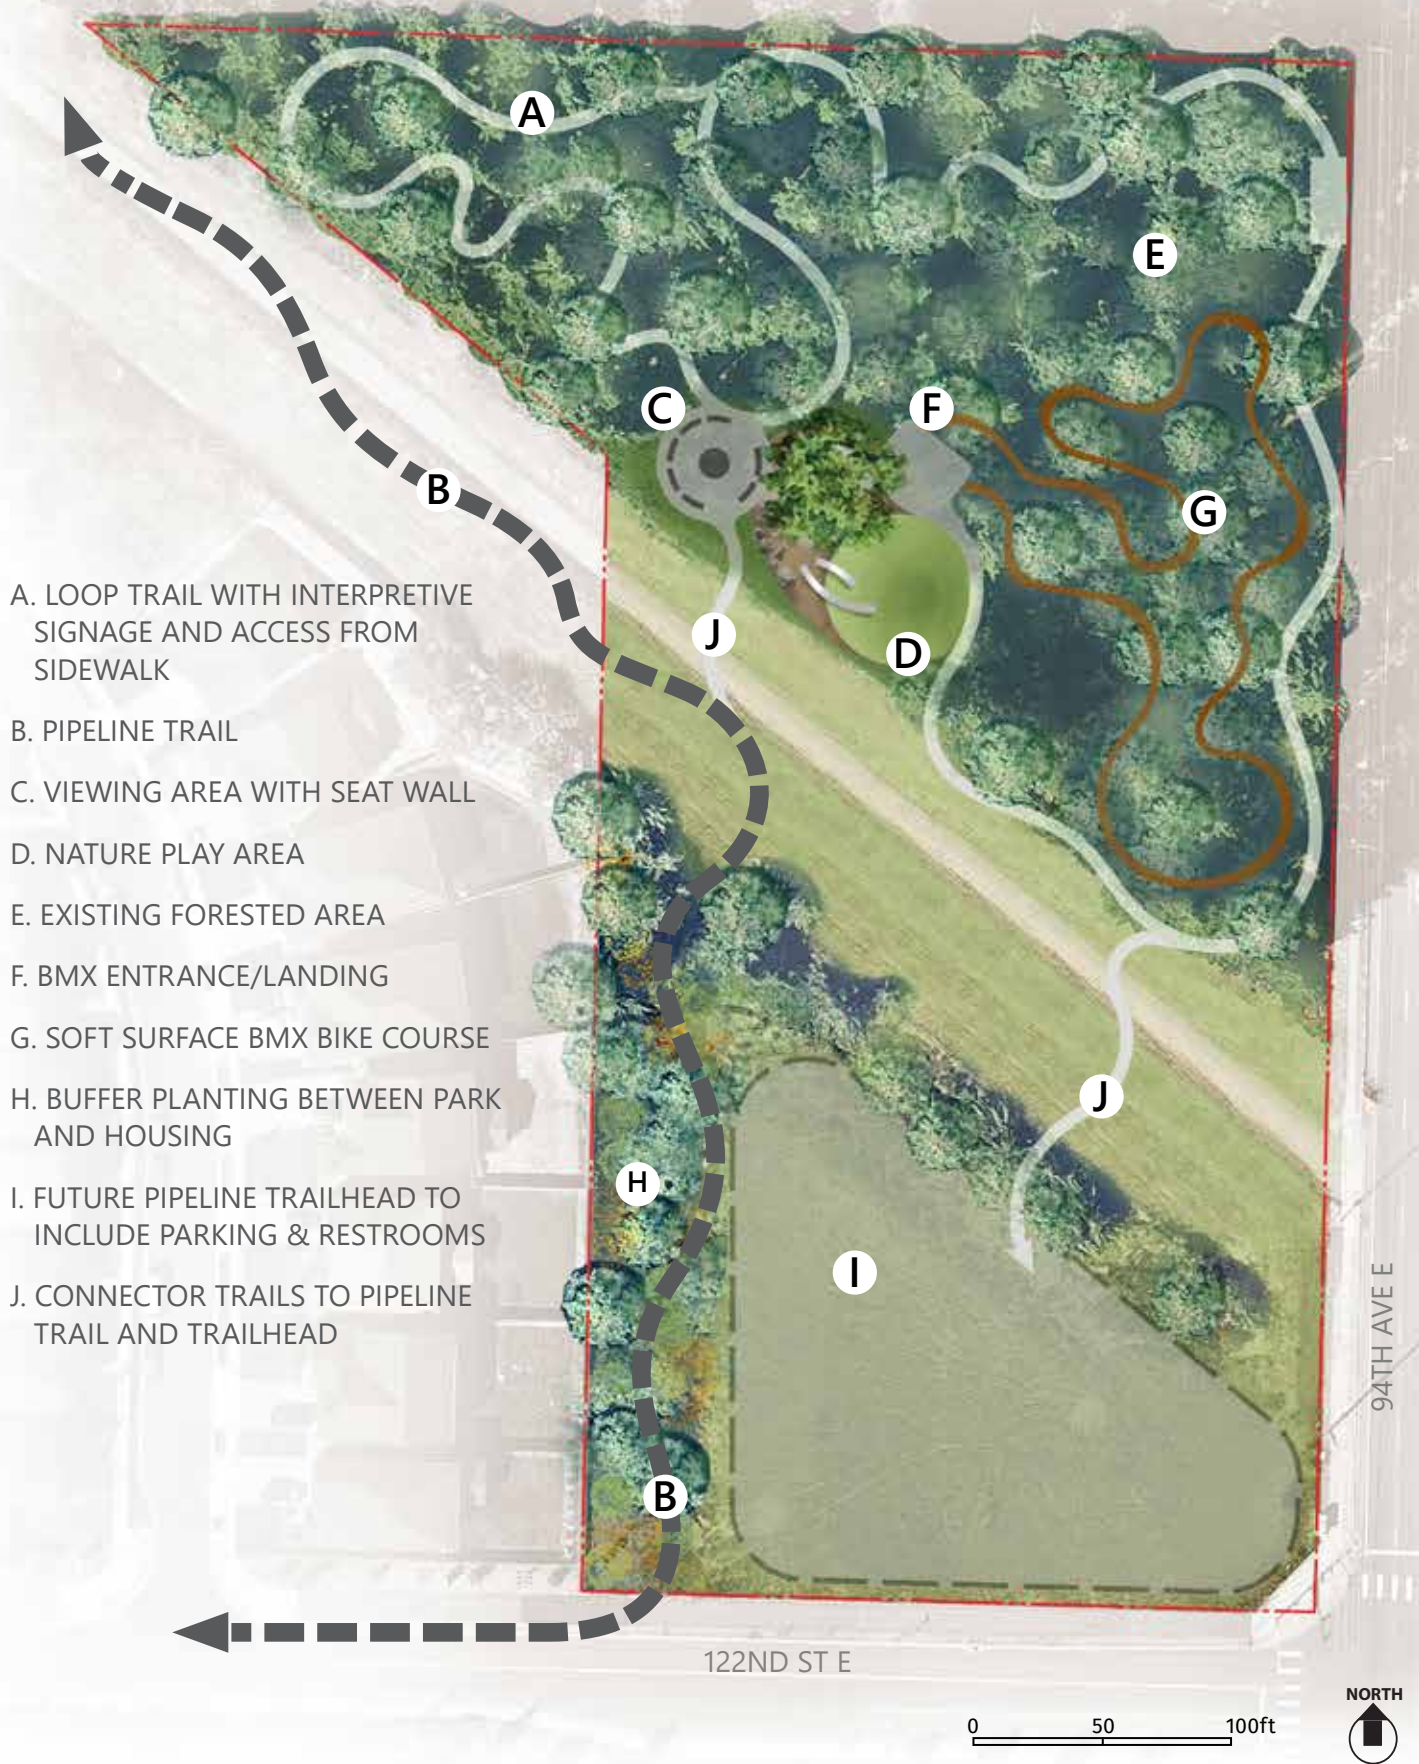 A
E
C
F
B
G
A. LOOP TRAIL WITH INTERPRETIVE
SIGNAGE AND ACCESS FROM
SIDEWALK
J
D
B. PIPELINE TRAIL
C. VIEWING AREA WITH SEAT WALL
D. NATURE PLAY AREA
E. EXISTING FORESTED AREA
F. BMX ENTRANCE/LANDING
G. SOFT SURFACE BMX BIKE COURSE
H. BUFFER PLANTING BETWEEN PARK
AND HOUSING
I. FUTURE PIPELINE TRAILHEAD TO
INCLUDE PARKING & RESTROOMS
J. CONNECTOR TRAILS TO PIPELINE
TRAIL AND TRAILHEAD
J
H
I
94TH AVE E
B
122ND ST E
NORTH
0 50 100ft